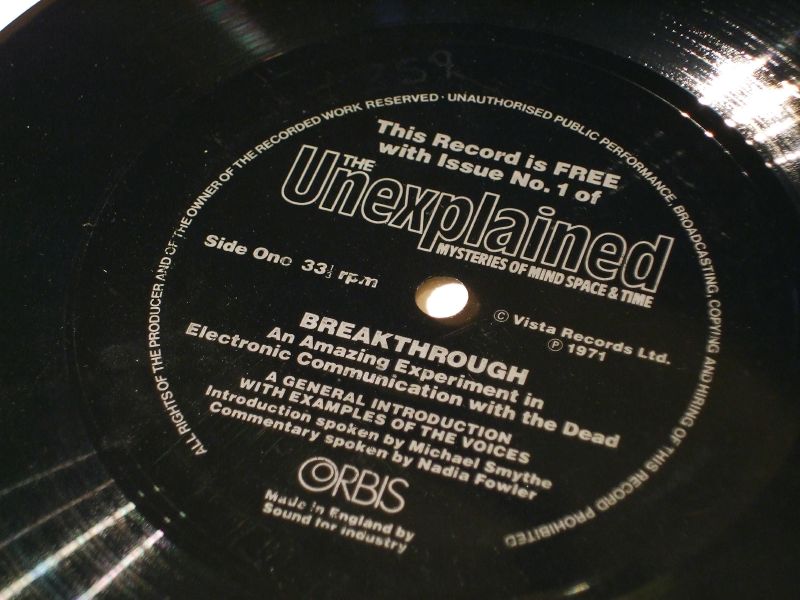 ALL RIGHTS OF THE PRODUCER AND OF THE OWNER OF THE RECORDED WORK RESERVED · UNAUTHORISED PUBLIC PERFORMANCE, BROADCASTING, COPYING AND HIRING OF THIS RECORD PROHIBITED
This Record is FREE
with Issue No. 1 of
THE
Unexplained
MYSTERIES OF MIND SPACE & TIME
Side One 33⅓ rpm
© Vista Records Ltd.
℗ 1971
BREAKTHROUGH
An Amazing Experiment in
Electronic Communication with the Dead
A GENERAL INTRODUCTION
WITH EXAMPLES OF THE VOICES
Introduction spoken by Michael Smythe
Commentary spoken by Nadia Fowler
ORBIS
Made in England by
Sound for Industry